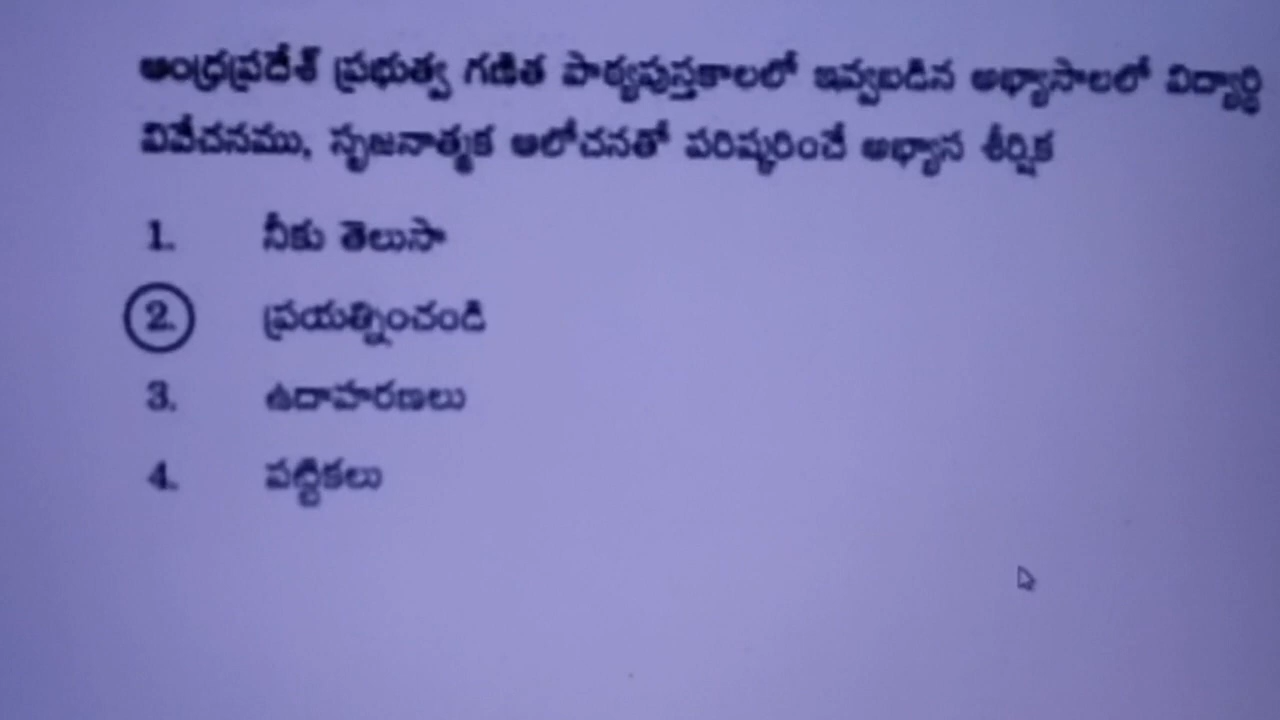 ఆంధ్రప్రదేశ్ ప్రభుత్వ గణిత పాఠ్యపుస్తకాలలో ఇవ్వబడిన అభ్యాసాలలో విద్యార్థి
వివేచనము, సృజనాత్మక ఆలోచనతో పరిష్కరించే అభ్యాస శీర్షిక
1. నీకు తెలుసా
2. ప్రయత్నించండి
3. ఉదాహరణలు
4. పట్టికలు